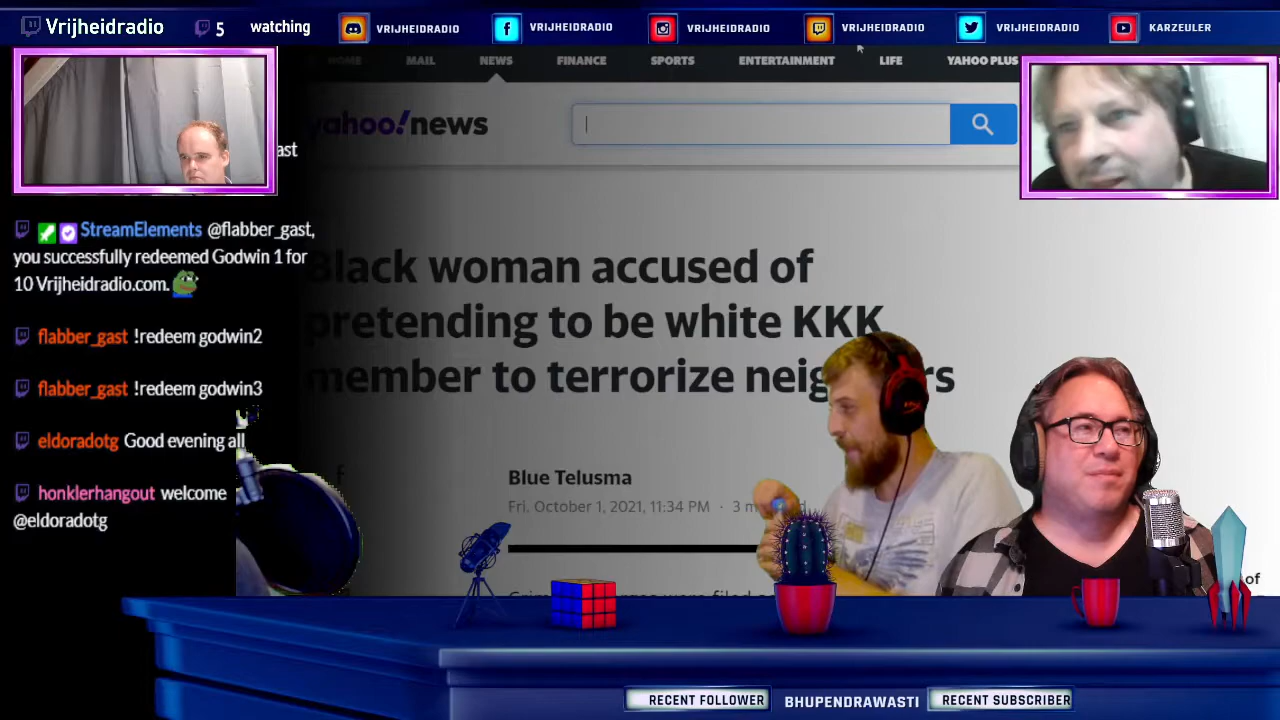 Vrijheidradio 5 watching VRIJHEIDRADIO VRIJHEIDRADIO VRIJHEIDRADIO VRIJHEIDRADIO VRIJHEIDRADIO KARZEULER
HOME MAIL NEWS FINANCE SPORTS ENTERTAINMENT LIFE YAHOO PLUS
yahoo!news
StreamElements @flabber_gast,
you successfully redeemed Godwin 1 for
10 Vrijheidradio.com.
flabber_gast !redeem godwin2
flabber_gast !redeem godwin3
eldoradotg Good evening all
honklerhangout welcome
@eldoradotg
Black woman accused of
pretending to be white KKK
member to terrorize
Blue Telusma
Fri, October 1, 2021, 11:34 PM · 3
of
RECENT FOLLOWER BHUPENDRAWASTI RECENT SUBSCRIBER